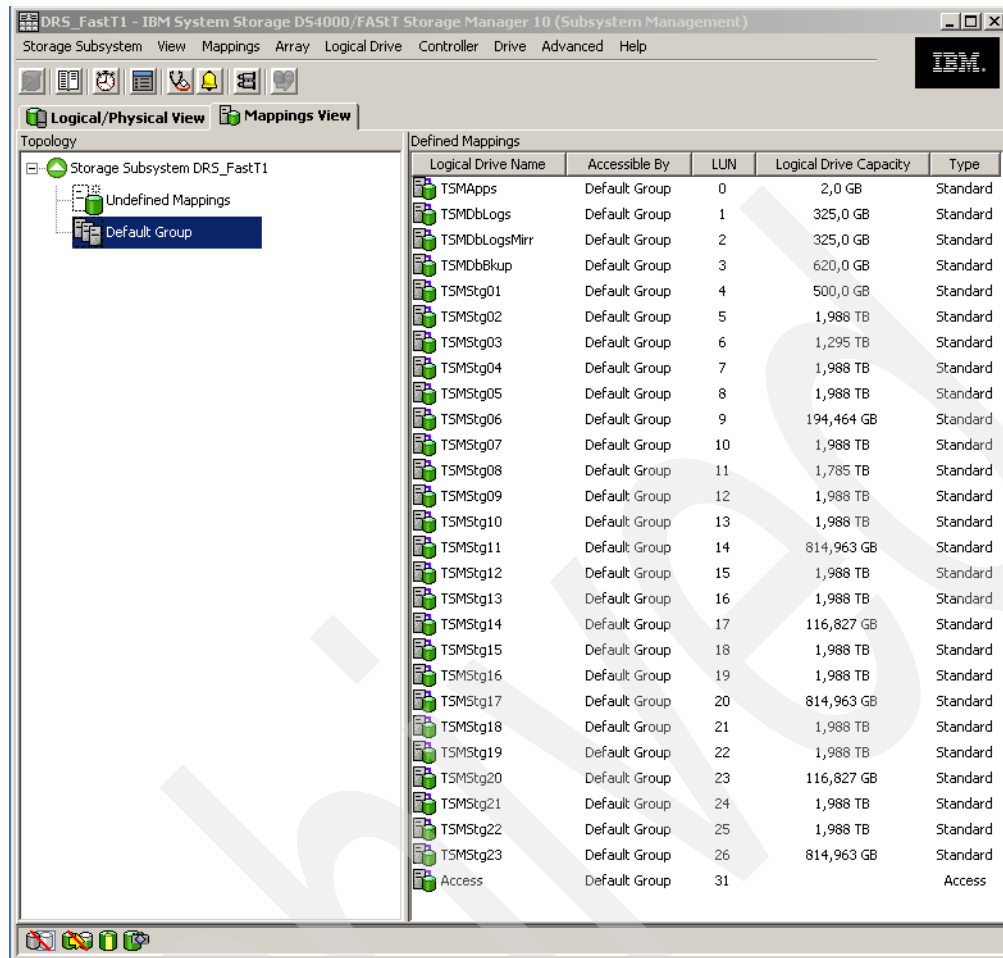 DRS_FastT1 - IBM System Storage DS4000/FAStT Storage Manager 10 (Subsystem Management)
Storage Subsystem View Mappings Array Logical Drive Controller Drive Advanced Help
IBM.
Logical/Physical View Mappings View
Topology
Storage Subsystem DRS_FastT1
Undefined Mappings
Default Group
Defined Mappings
Logical Drive Name Accessible By LUN Logical Drive Capacity Type
TSMApps Default Group 0 2,0 GB Standard
TSMDbLogs Default Group 1 325,0 GB Standard
TSMDbLogsMirr Default Group 2 325,0 GB Standard
TSMDbBkup Default Group 3 620,0 GB Standard
TSMStg01 Default Group 4 500,0 GB Standard
TSMStg02 Default Group 5 1,988 TB Standard
TSMStg03 Default Group 6 1,295 TB Standard
TSMStg04 Default Group 7 1,988 TB Standard
TSMStg05 Default Group 8 1,988 TB Standard
TSMStg06 Default Group 9 194,464 GB Standard
TSMStg07 Default Group 10 1,988 TB Standard
TSMStg08 Default Group 11 1,785 TB Standard
TSMStg09 Default Group 12 1,988 TB Standard
TSMStg10 Default Group 13 1,988 TB Standard
TSMStg11 Default Group 14 814,963 GB Standard
TSMStg12 Default Group 15 1,988 TB Standard
TSMStg13 Default Group 16 1,988 TB Standard
TSMStg14 Default Group 17 116,827 GB Standard
TSMStg15 Default Group 18 1,988 TB Standard
TSMStg16 Default Group 19 1,988 TB Standard
TSMStg17 Default Group 20 814,963 GB Standard
TSMStg18 Default Group 21 1,988 TB Standard
TSMStg19 Default Group 22 1,988 TB Standard
TSMStg20 Default Group 23 116,827 GB Standard
TSMStg21 Default Group 24 1,988 TB Standard
TSMStg22 Default Group 25 1,988 TB Standard
TSMStg23 Default Group 26 814,963 GB Standard
Access Default Group 31 Access